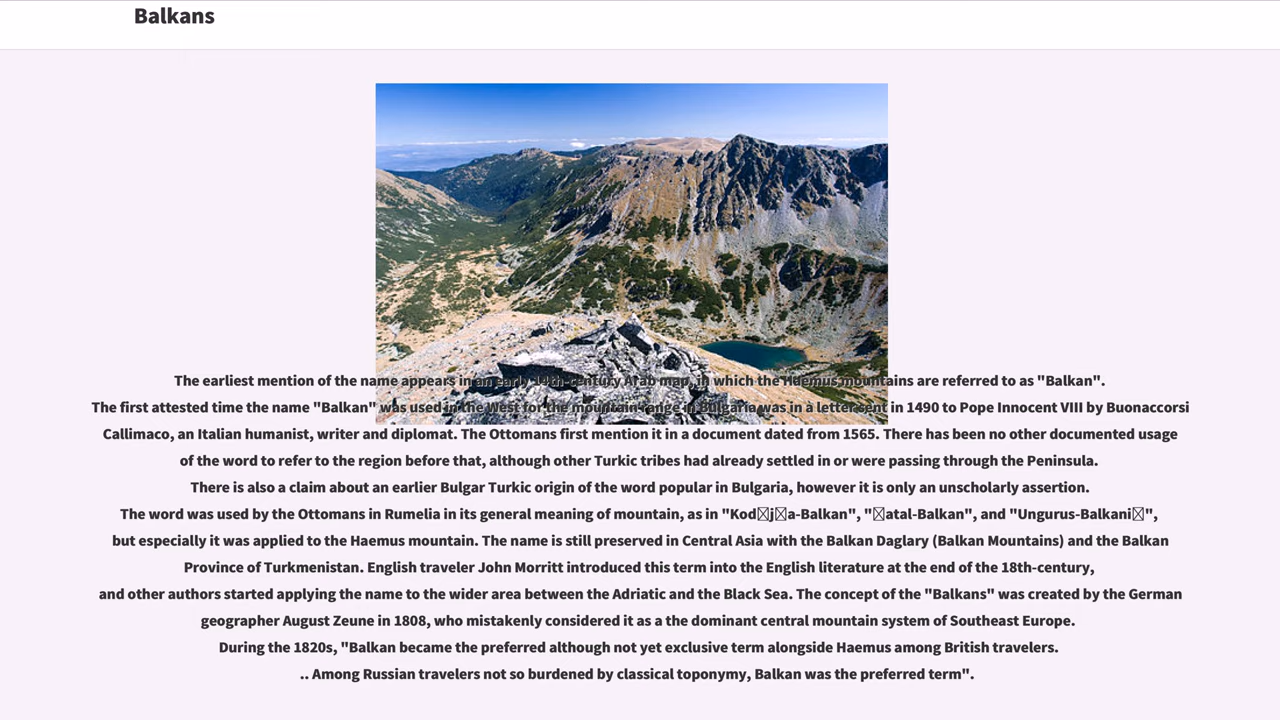 Balkans
The earliest mention of the name appears in an early 14th-century Arab map, in which the Haemus mountains are referred to as "Balkan".
The first attested time the name "Balkan" was used in the West for the mountain range in Bulgaria was in a letter sent in 1490 to Pope Innocent VIII by Buonaccorsi
Callimaco, an Italian humanist, writer and diplomat. The Ottomans first mention it in a document dated from 1565. There has been no other documented usage
of the word to refer to the region before that, although other Turkic tribes had already settled in or were passing through the Peninsula.
There is also a claim about an earlier Bulgar Turkic origin of the word popular in Bulgaria, however it is only an unscholarly assertion.
The word was used by the Ottomans in Rumelia in its general meaning of mountain, as in "Kod□j□a-Balkan", "□atal-Balkan", and "Ungurus-Balkani□",
but especially it was applied to the Haemus mountain. The name is still preserved in Central Asia with the Balkan Daglary (Balkan Mountains) and the Balkan
Province of Turkmenistan. English traveler John Morritt introduced this term into the English literature at the end of the 18th-century,
and other authors started applying the name to the wider area between the Adriatic and the Black Sea. The concept of the "Balkans" was created by the German
geographer August Zeune in 1808, who mistakenly considered it as a the dominant central mountain system of Southeast Europe.
During the 1820s, "Balkan became the preferred although not yet exclusive term alongside Haemus among British travelers.
.. Among Russian travelers not so burdened by classical toponymy, Balkan was the preferred term".